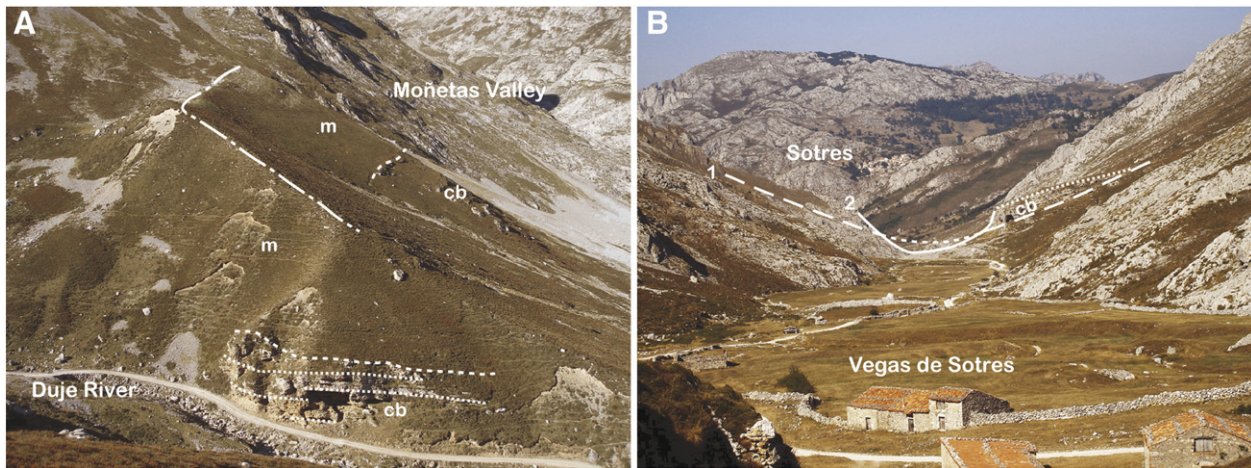 A
Moñetas Valley
m
cb
m
Duje River
cb
B
Sotres
1
2
cb
Vegas de Sotres